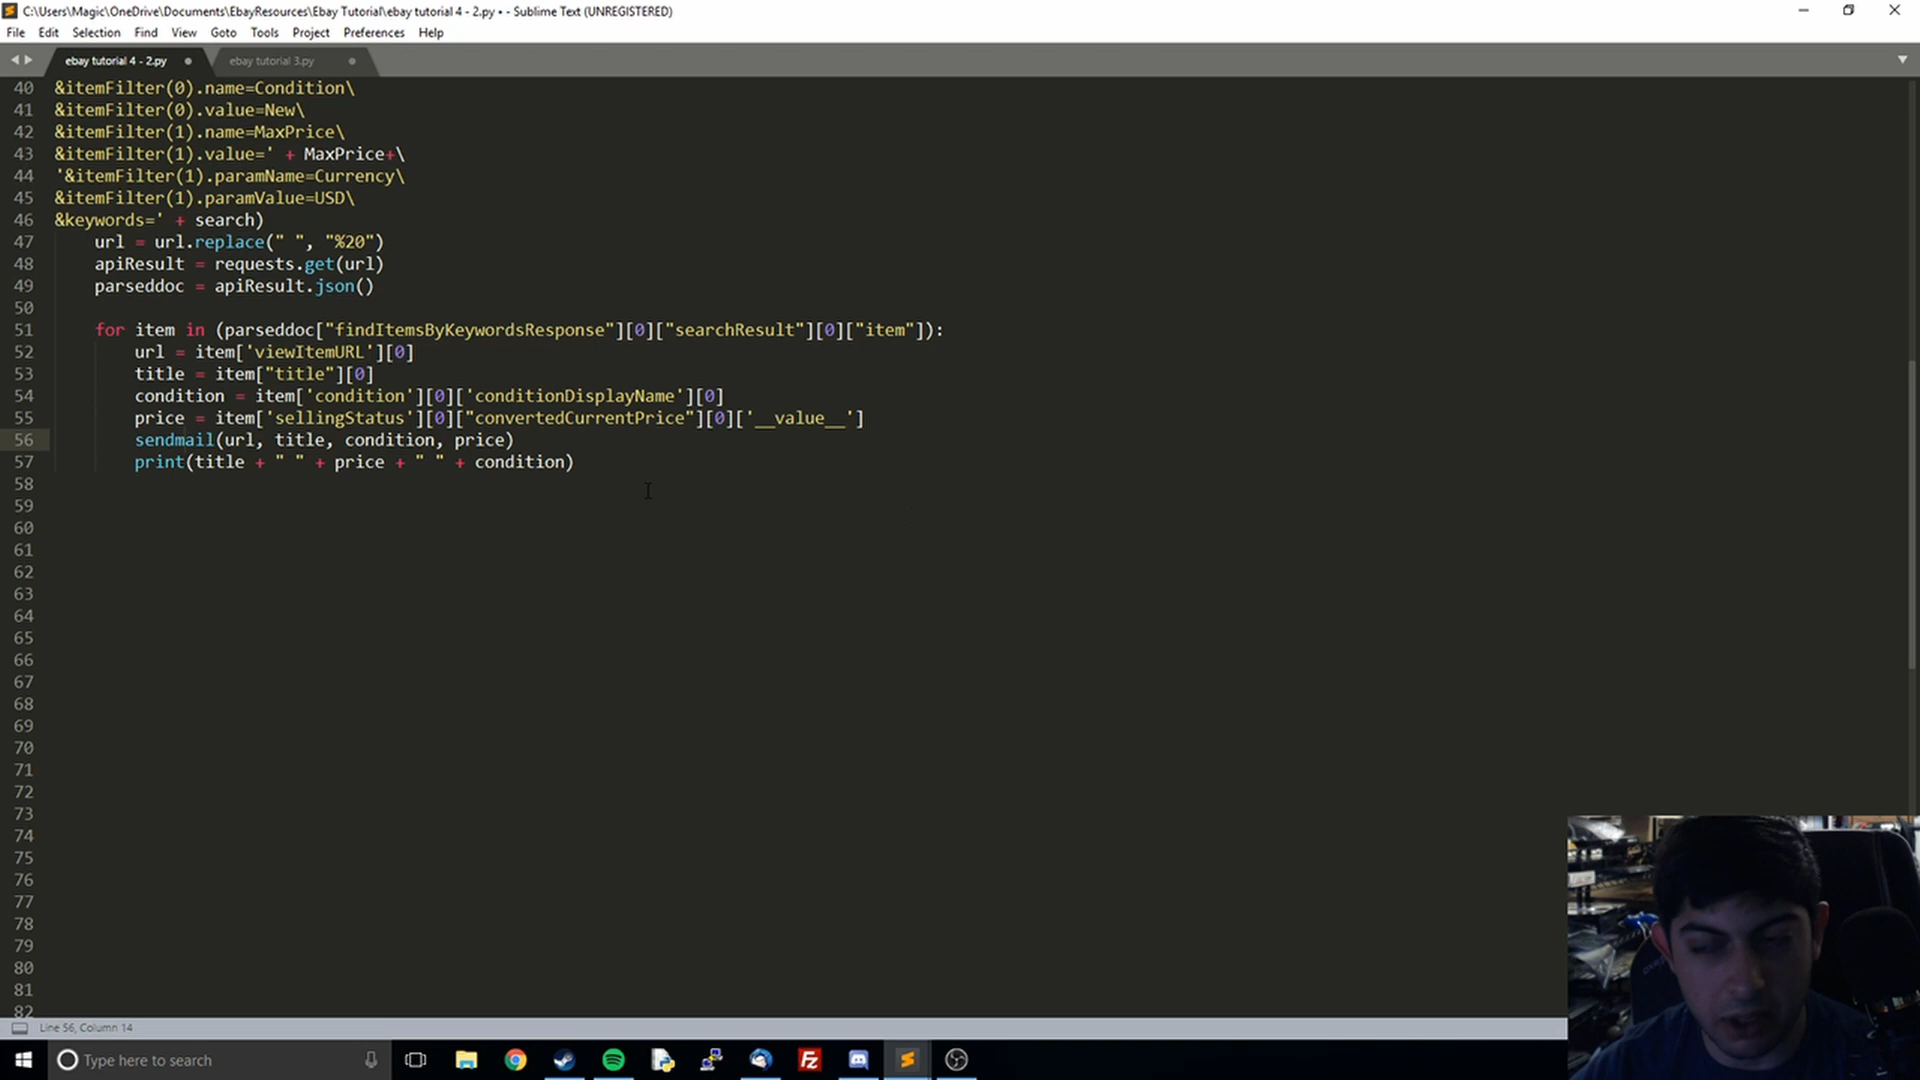 C:\Users\Magic\OneDrive\Documents\EbayResources\Ebay Tutorial\ebay tutorial 4 - 2.py • - Sublime Text (UNREGISTERED)
File Edit Selection Find View Goto Tools Project Preferences Help
ebay tutorial 4 - 2.py ebay tutorial 3.py
40 &itemFilter(0).name=Condition\
41 &itemFilter(0).value=New\
42 &itemFilter(1).name=MaxPrice\
43 &itemFilter(1).value=' + MaxPrice+\
44 '&itemFilter(1).paramName=Currency\
45 &itemFilter(1).paramValue=USD\
46 &keywords=' + search)
47 url = url.replace(" ", "%20")
48 apiResult = requests.get(url)
49 parseddoc = apiResult.json()
50
51 for item in (parseddoc["findItemsByKeywordsResponse"][0]["searchResult"][0]["item"]):
52 url = item['viewItemURL'][0]
53 title = item["title"][0]
54 condition = item['condition'][0]['conditionDisplayName'][0]
55 price = item['sellingStatus'][0]["convertedCurrentPrice"][0]['__value__']
56 sendmail(url, title, condition, price)
57 print(title + " " + price + " " + condition)
58
59
60
61
62
63
64
65
66
67
68
69
70
71
72
73
74
75
76
77
78
79
80
81
82
Line 56, Column 14
Type here to search